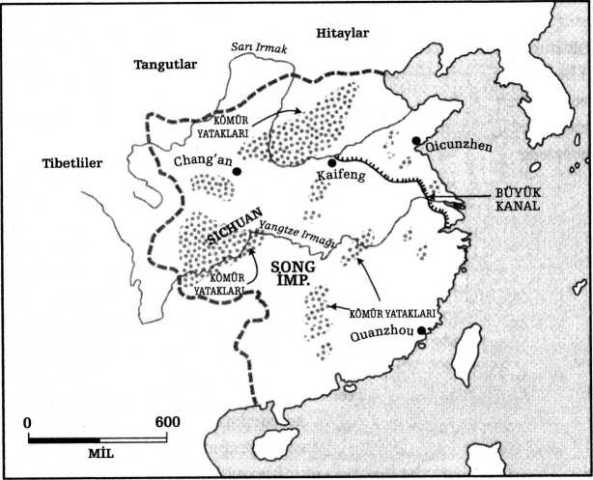 Hitaylar
Sarı Irmak
Tangutlar
KÖMÜR
YATAKLARI
Qicunzhen
Tibetliler
Chang'an
Kaifeng
BÜYÜK
KANAL
SICHUAN
Yangtze Irmağı
SONG
İMP.
KÖMÜR
YATAKLARI
KÖMÜR YATAKLARI
Quanzhou
0
600
MİL